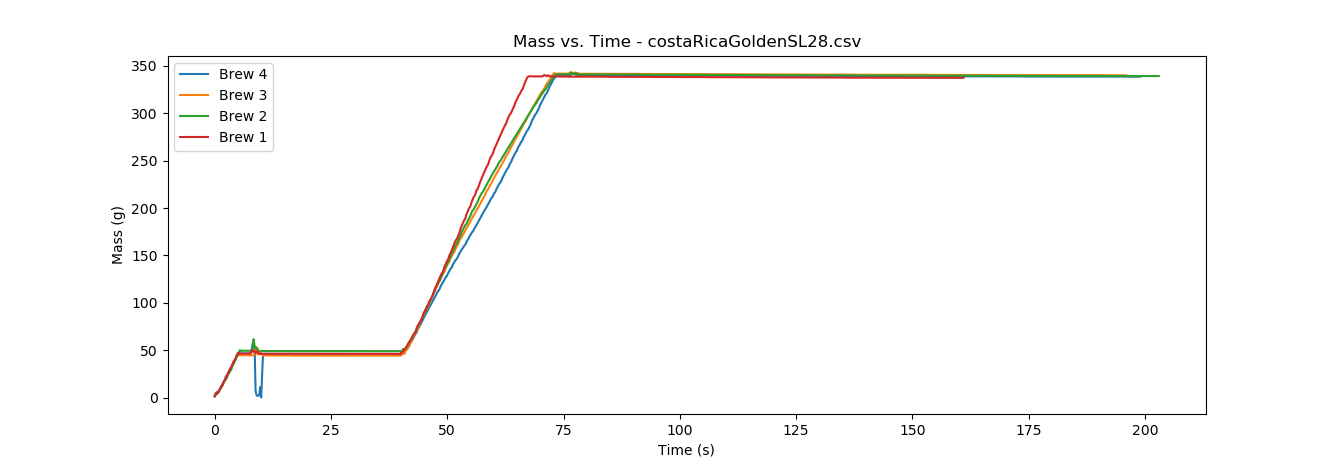 Mass vs. Time - costaRicaGoldenSL28.csv
Brew 4
Brew 3
Brew 2
Brew 1
350
300
250
200
150
100
50
0
Mass (g)
0 25 50 75 100 125 150 175 200
Time (s)